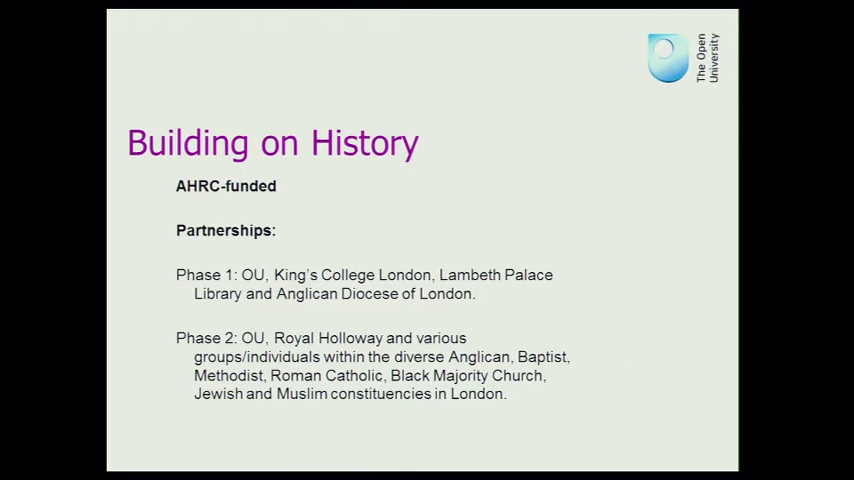 The Open
University
Building on History
AHRC-funded
Partnerships:
Phase 1: OU, King's College London, Lambeth Palace
Library and Anglican Diocese of London.
Phase 2: OU, Royal Holloway and various
groups/individuals within the diverse Anglican, Baptist,
Methodist, Roman Catholic, Black Majority Church,
Jewish and Muslim constituencies in London.